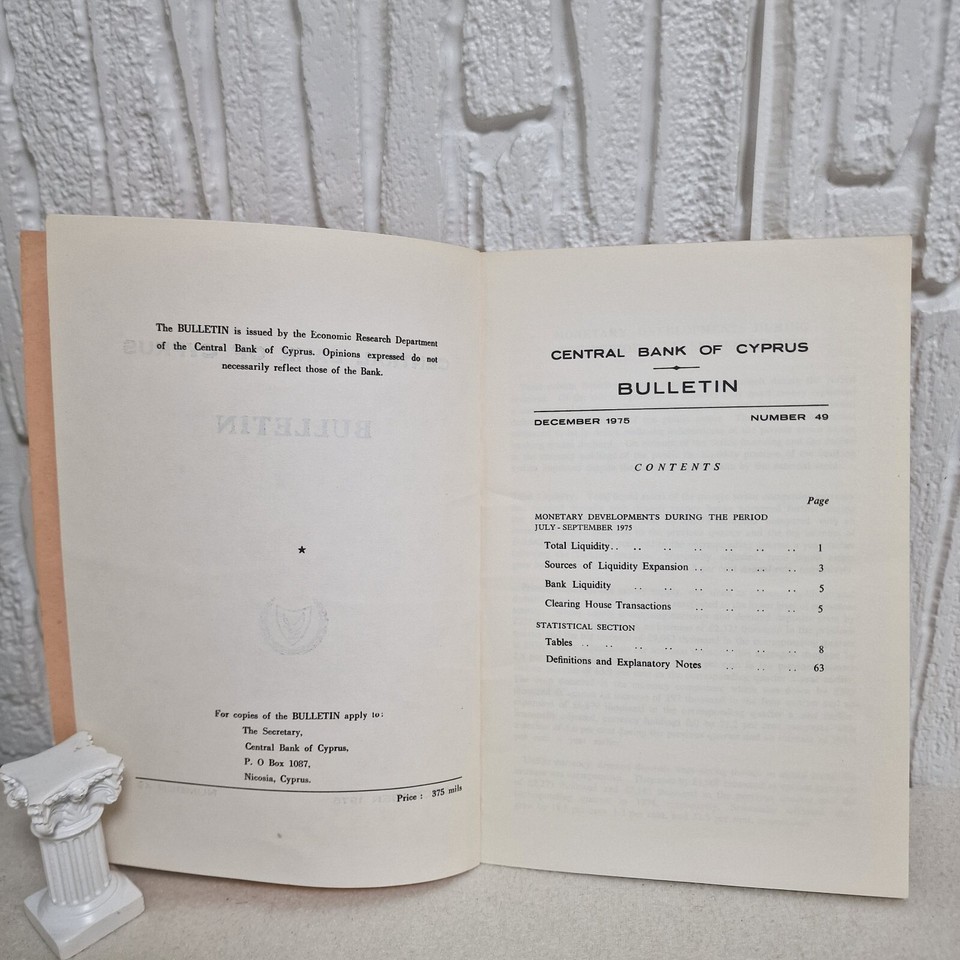 The BULLETIN is issued by the Economic Research Department
of the Central Bank of Cyprus. Opinions expressed do not
necessarily reflect those of the Bank.
BULLETIN
*
For copies of the BULLETIN apply to:
The Secretary,
Central Bank of Cyprus,
P. O Box 1087,
Nicosia, Cyprus.
Price : 375 mils
CENTRAL BANK OF CYPRUS
BULLETIN
DECEMBER 1975 NUMBER 49
CONTENTS
Page
MONETARY DEVELOPMENTS DURING THE PERIOD
JULY - SEPTEMBER 1975
Total Liquidity .. .. .. .. .. .. .. 1
Sources of Liquidity Expansion .. .. .. .. 3
Bank Liquidity .. .. .. .. .. .. 5
Clearing House Transactions .. .. .. .. 5
STATISTICAL SECTION
Tables .. .. .. .. .. .. .. .. 8
Definitions and Explanatory Notes .. .. .. 63